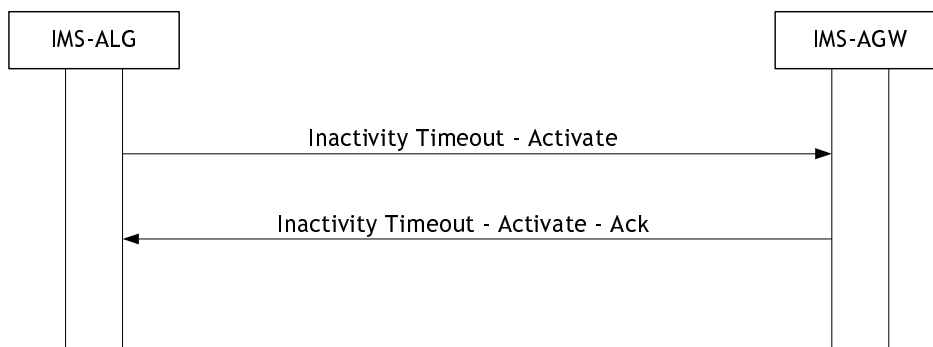 IMS-ALG
IMS-AGW
Inactivity Timeout - Activate
Inactivity Timeout - Activate - Ack